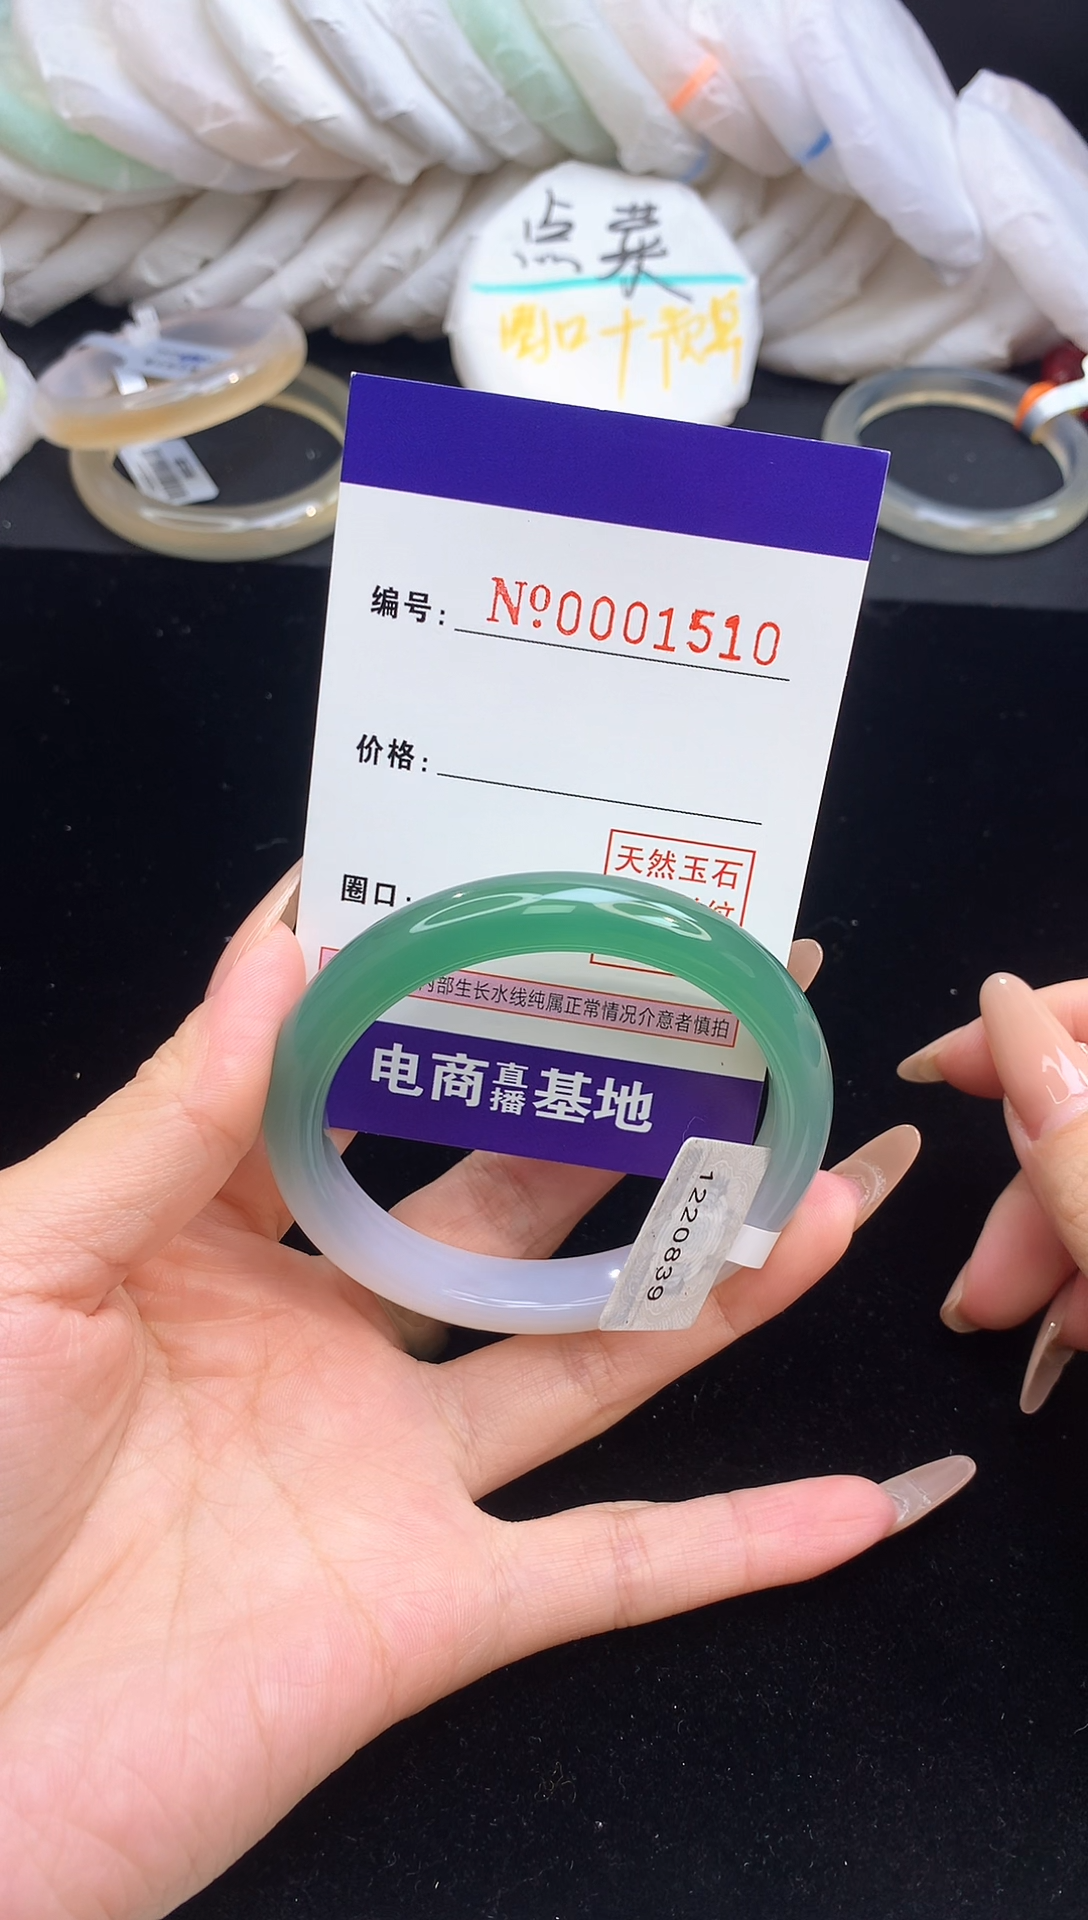 点菜
圈口+预算
编号: Nº0001510
价格:
天然玉石
圈口:
内部生长水线纯属正常情况介意者慎拍
电商直播基地
1220839